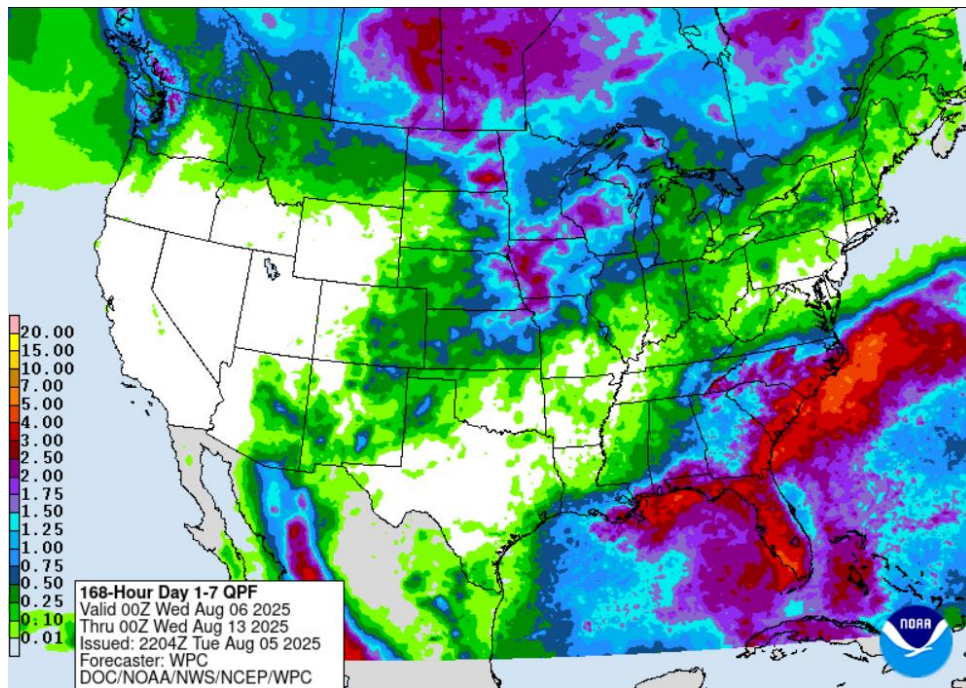 20.00
15.00
10.00
7.00
5.00
4.00
3.00
2.50
2.00
1.75
1.50
1.25
1.00
0.75
0.50
0.25
0.10
0.01
168-Hour Day 1-7 QPF
Valid 00Z Wed Aug 06 2025
Thru 00Z Wed Aug 13 2025
Issued: 2204Z Tue Aug 05 2025
Forecaster: WPC
DOC/NOAA/NWS/NCEP/WPC
NOAA